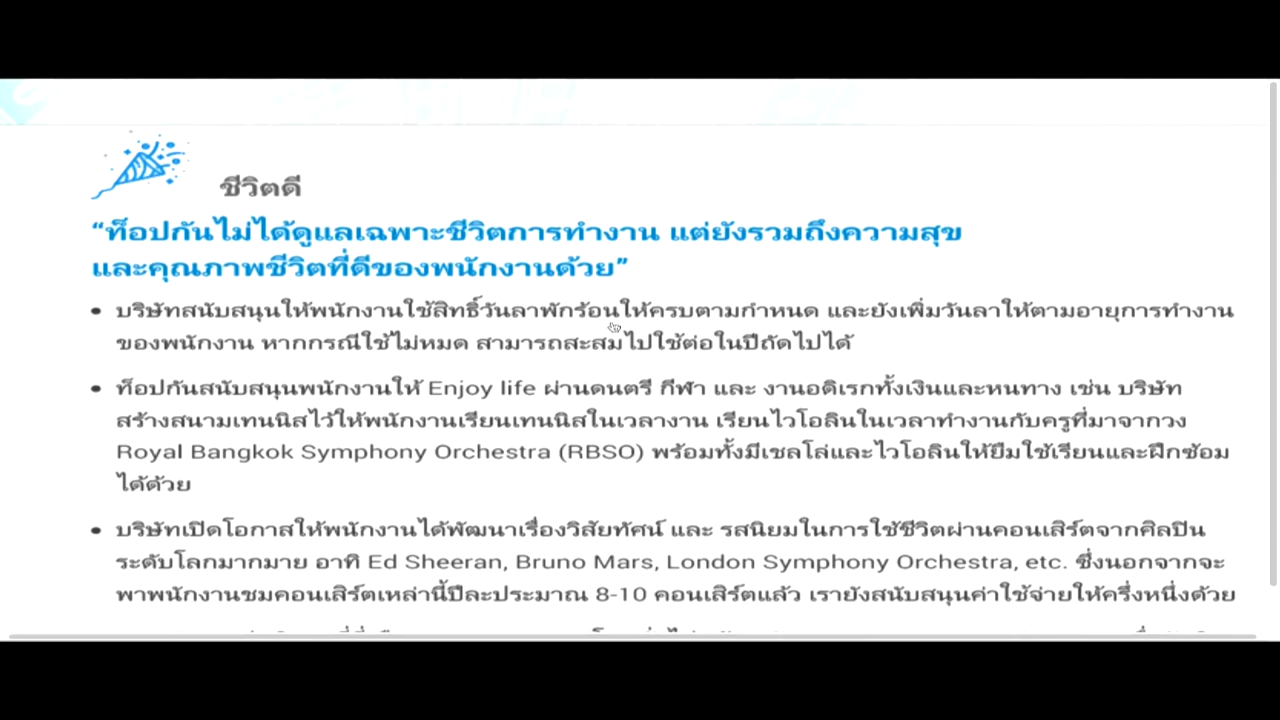 ชีวิตดี
“ท็อปกันไม่ได้ดูแลเฉพาะชีวิตการทำงาน แต่ยังรวมถึงความสุข
และคุณภาพชีวิตที่ดีของพนักงานด้วย”
• บริษัทสนับสนุนให้พนักงานใช้สิทธิ์วันลาพักร้อนให้ครบตามกำหนด และยังเพิ่มวันลาให้ตามอายุการทำงาน
ของพนักงาน หากกรณีใช้ไม่หมด สามารถสะสมไปใช้ต่อในปีถัดไปได้
• ท็อปกันสนับสนุนพนักงานให้ Enjoy life ผ่านดนตรี กีฬา และ งานอดิเรกทั้งเงินและหนทาง เช่น บริษัท
สร้างสนามเทนนิสไว้ให้พนักงานเรียนเทนนิสในเวลางาน เรียนไวโอลินในเวลาทำงานกับครูที่มาจากวง
Royal Bangkok Symphony Orchestra (RBSO) พร้อมทั้งมีเชลโล่และไวโอลินให้ยืมใช้เรียนและฝึกซ้อม
ได้ด้วย
• บริษัทเปิดโอกาสให้พนักงานได้พัฒนาเรื่องวิสัยทัศน์ และ รสนิยมในการใช้ชีวิตผ่านคอนเสิร์ตจากศิลปิน
ระดับโลกมากมาย อาทิ Ed Sheeran, Bruno Mars, London Symphony Orchestra, etc. ซึ่งนอกจากจะ
พาพนักงานชมคอนเสิร์ตเหล่านี้ปีละประมาณ 8-10 คอนเสิร์ตแล้ว เรายังสนับสนุนค่าใช้จ่ายให้ครึ่งหนึ่งด้วย